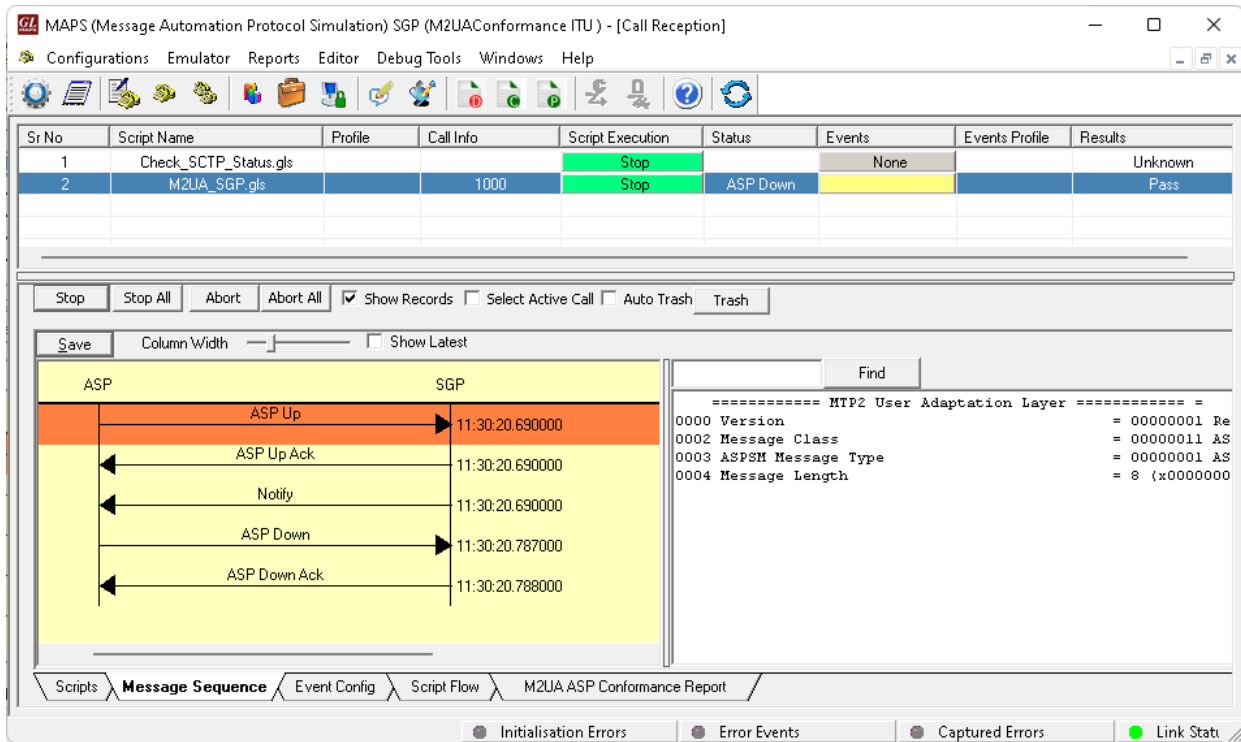 MAPS (Message Automation Protocol Simulation) SGP (M2UAConformance ITU ) - [Call Reception]
Configurations Emulator Reports Editor Debug Tools Windows Help
Sr No Script Name Profile Call Info Script Execution Status Events Events Profile Results
1 Check_SCTP_Status.gls Stop None Unknown
2 M2UA_SGP.gls 1000 Stop ASP Down Pass
Stop Stop All Abort Abort All Show Records Select Active Call Auto Trash Trash
Save Column Width Show Latest
Find
ASP SGP
ASP Up
11:30:20.690000
ASP Up Ack
11:30:20.690000
Notify
11:30:20.690000
ASP Down
11:30:20.787000
ASP Down Ack
11:30:20.788000
============ MTP2 User Adaptation Layer ============ =
0000 Version = 00000001 Re
0002 Message Class = 00000011 AS
0003 ASPSM Message Type = 00000001 AS
0004 Message Length = 8 (x0000000
Scripts Message Sequence Event Config Script Flow M2UA ASP Conformance Report
Initialisation Errors Error Events Captured Errors Link Statu